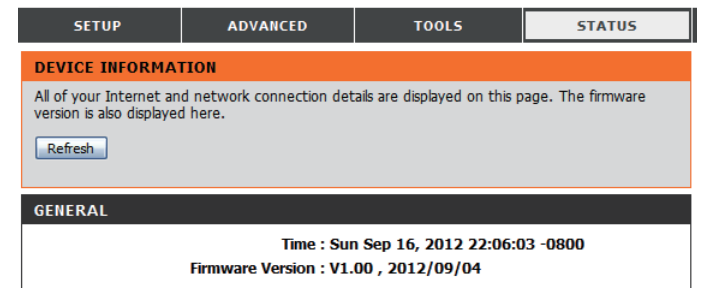 SETUP ADVANCED TOOLS STATUS
DEVICE INFORMATION
All of your Internet and network connection details are displayed on this page. The firmware
version is also displayed here.
Refresh
GENERAL
Time : Sun Sep 16, 2012 22:06:03 -0800
Firmware Version : V1.00 , 2012/09/04